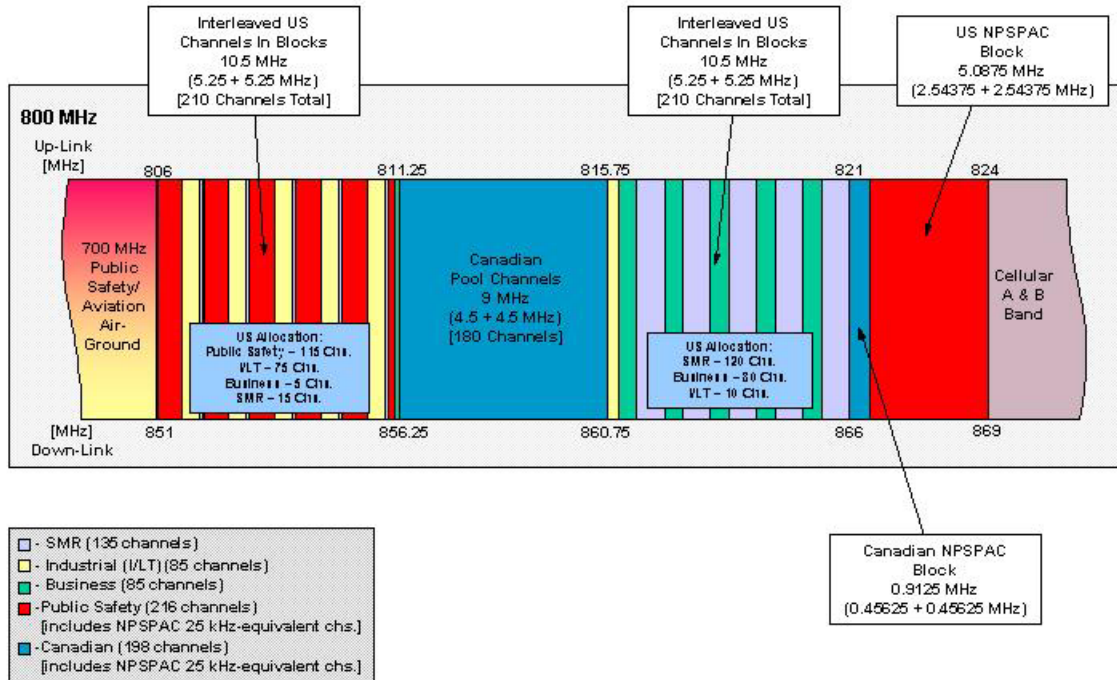 Interleaved US
Channels In Blocks
10.5 MHz
(5.25 + 5.25 MHz)
[210 Channels Total]
Interleaved US
Channels In Blocks
10.5 MHz
(5.25 + 5.25 MHz)
[210 Channels Total]
US NPSPAC
Block
5.0875 MHz
(2.54375 + 2.54375 MHz)
800 MHz
Up-Link
[MHz]
806
811.25
815.75
821
824
700 MHz
Public
Safety/
Aviation
Air-
Ground
Canadian
Pool Channels
9 MHz
(4.5 + 4.5 MHz)
[180 Channels]
Cellular
A & B
Band
US Allocation:
Public Safety – 115 Chn.
I/LT – 75 Chn.
Business – 5 Chn.
SMR – 15 Chn.
US Allocation:
SMR – 120 Chn.
Business – 80 Chn.
I/LT – 10 Chn.
[MHz]
Down-Link
851
856.25
860.75
866
869
Canadian NPSPAC
Block
0.9125 MHz
(0.45625 + 0.45625 MHz)
- SMR (135 channels)
- Industrial (I/LT) (85 channels)
- Business (85 channels)
-Public Safety (216 channels)
[includes NPSPAC 25 kHz-equivalent chs.]
-Canadian (198 channels)
[includes NPSPAC 25 kHz-equivalent chs.]